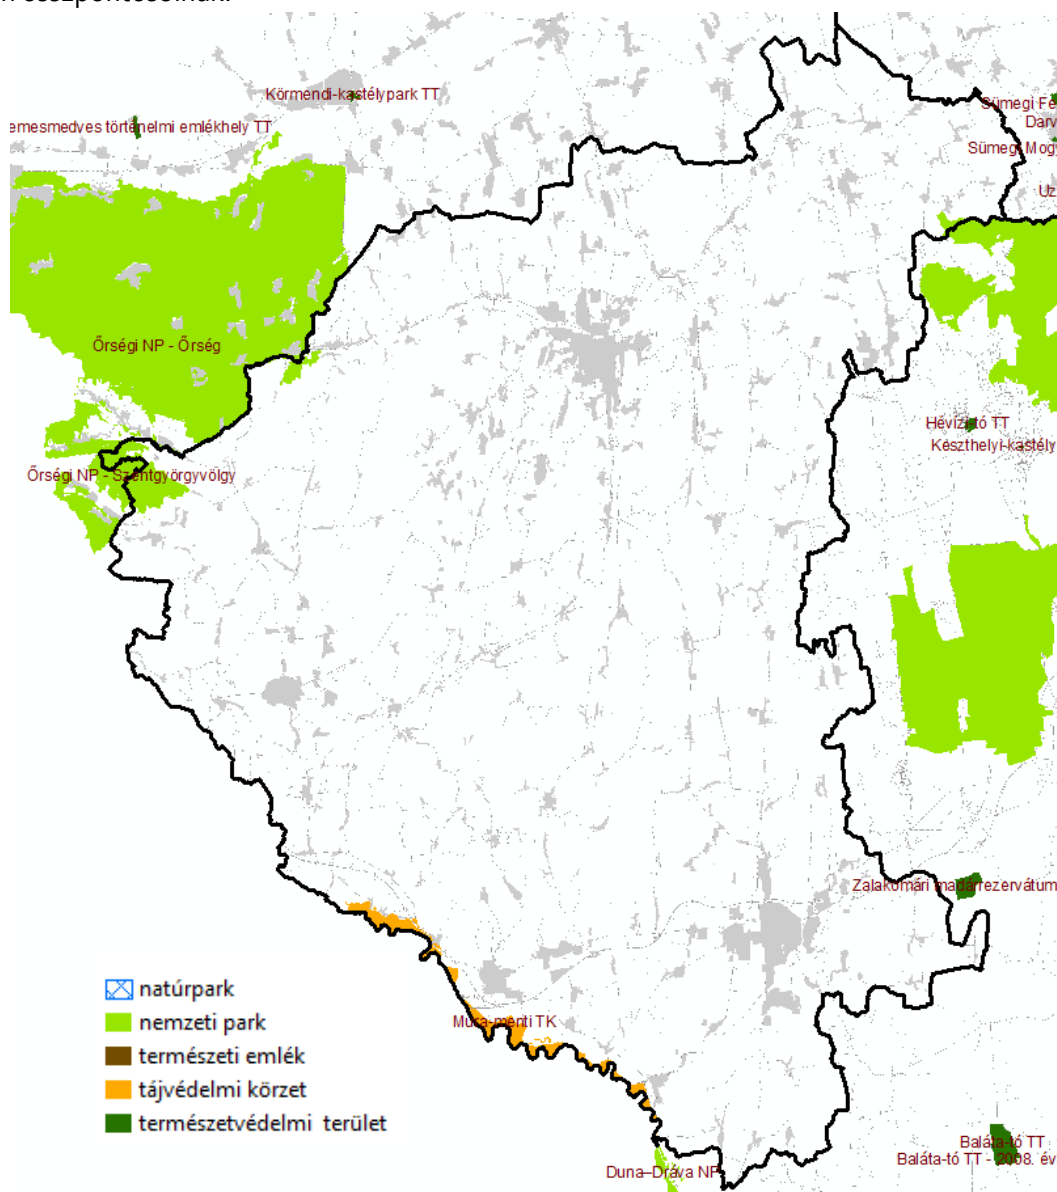 Körmendi-kastélypark TT
Sümegi Fe
Darv
emesmedves történelmi emlékhely TT
Sümegi Mogy
Uz
Őrségi NP - Őrség
Hévízi-tó TT
Keszthelyi-kastély
Őrségi NP - Szentgyörgyvölgy
Zalakomári madárrezervátum
natúrpark
nemzeti park
Mura-menti TK
természeti emlék
tájvédelmi körzet
természetvédelmi terület
Baláta-tó TT
Baláta-tó TT - 2008. év
Duna–Dráva NP